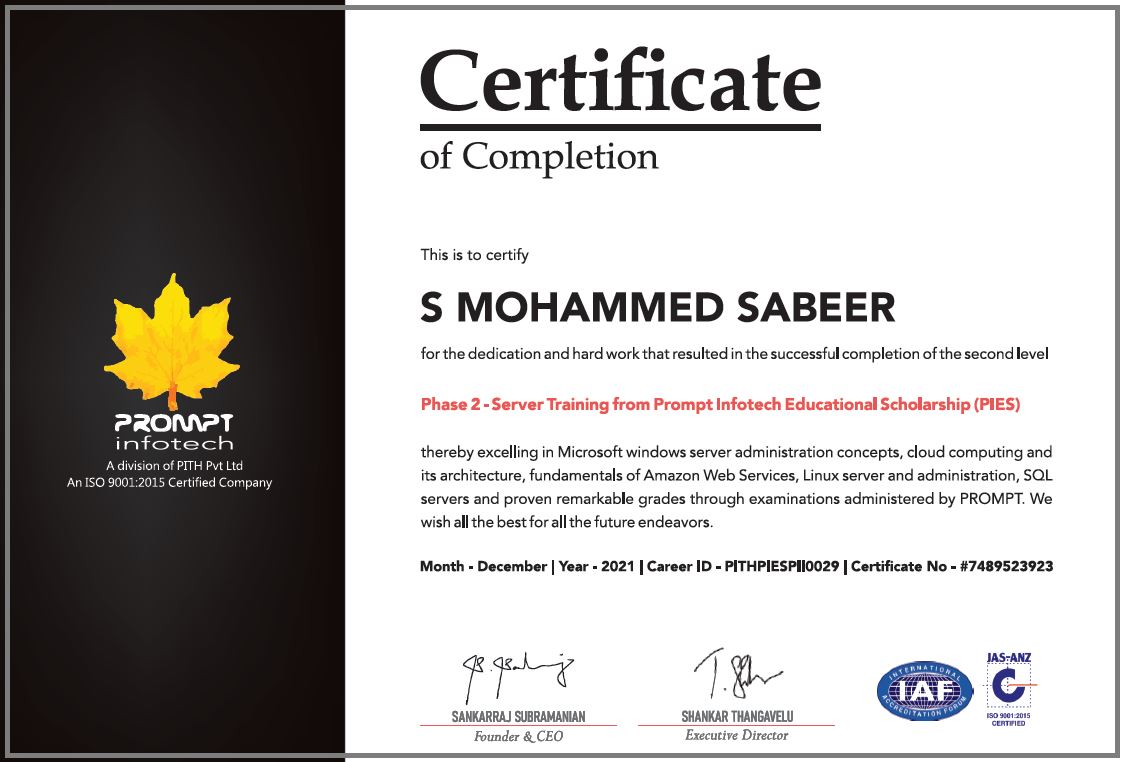 Certificate
of Completion
This is to certify
S MOHAMMED SABEER
for the dedication and hard work that resulted in the successful completion of the second level
Phase 2 - Server Training from Prompt Infotech Educational Scholarship (PIES)
thereby excelling in Microsoft windows server administration concepts, cloud computing and
its architecture, fundamentals of Amazon Web Services, Linux server and administration, SQL
servers and proven remarkable grades through examinations administered by PROMPT. We
wish all the best for all the future endeavors.
Month - December | Year - 2021 | Career ID - PITHPIESPII0029 | Certificate No - #7489523923
PROMPT
infotech
A division of PITH Pvt Ltd
An ISO 9001:2015 Certified Company
SANKARRAJ SUBRAMANIAN
Founder & CEO
SHANKAR THANGAVELU
Executive Director
INTERNATIONAL
IAF
ACCREDITATION FORUM
JAS-ANZ
C
ISO 9001:2015
CERTIFIED